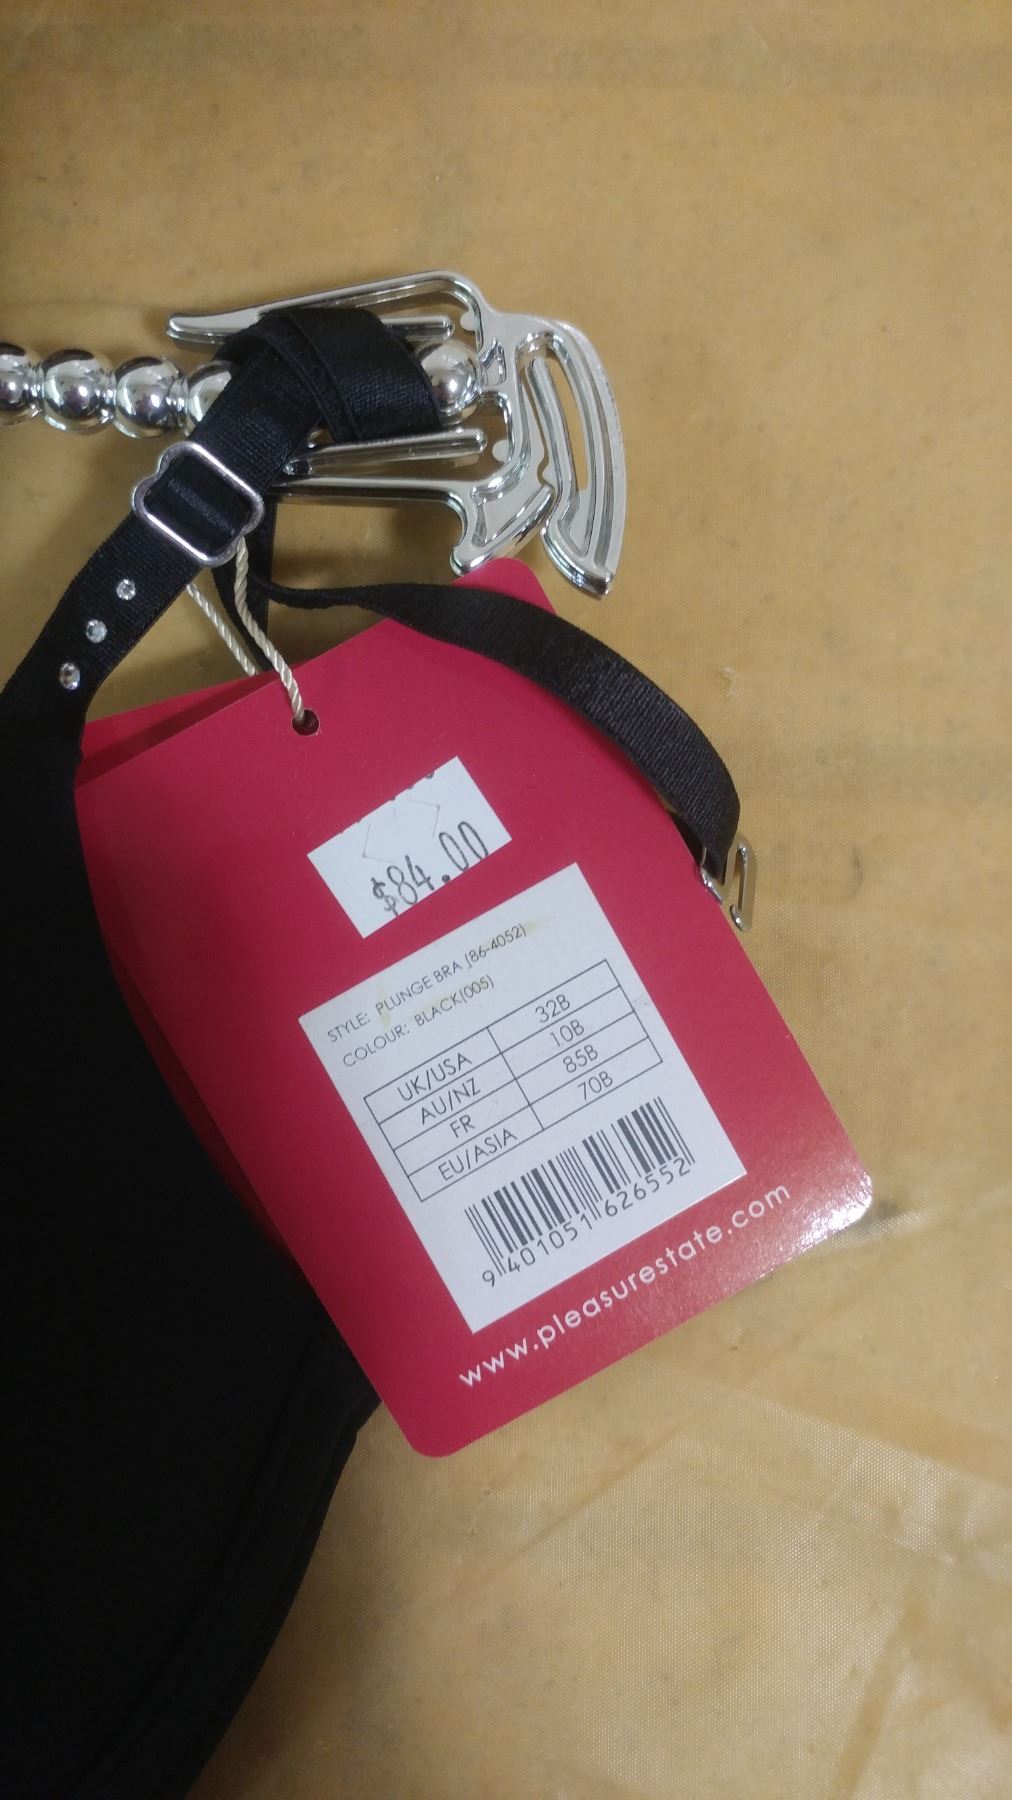 $84.00
STYLE: PLUNGE BRA (86-4052)
COLOUR: BLACK(005)
UK/USA 32B
AU/NZ 10B
FR 85B
EU/ASIA 70B
9 401051 626552
www.pleasurestate.com